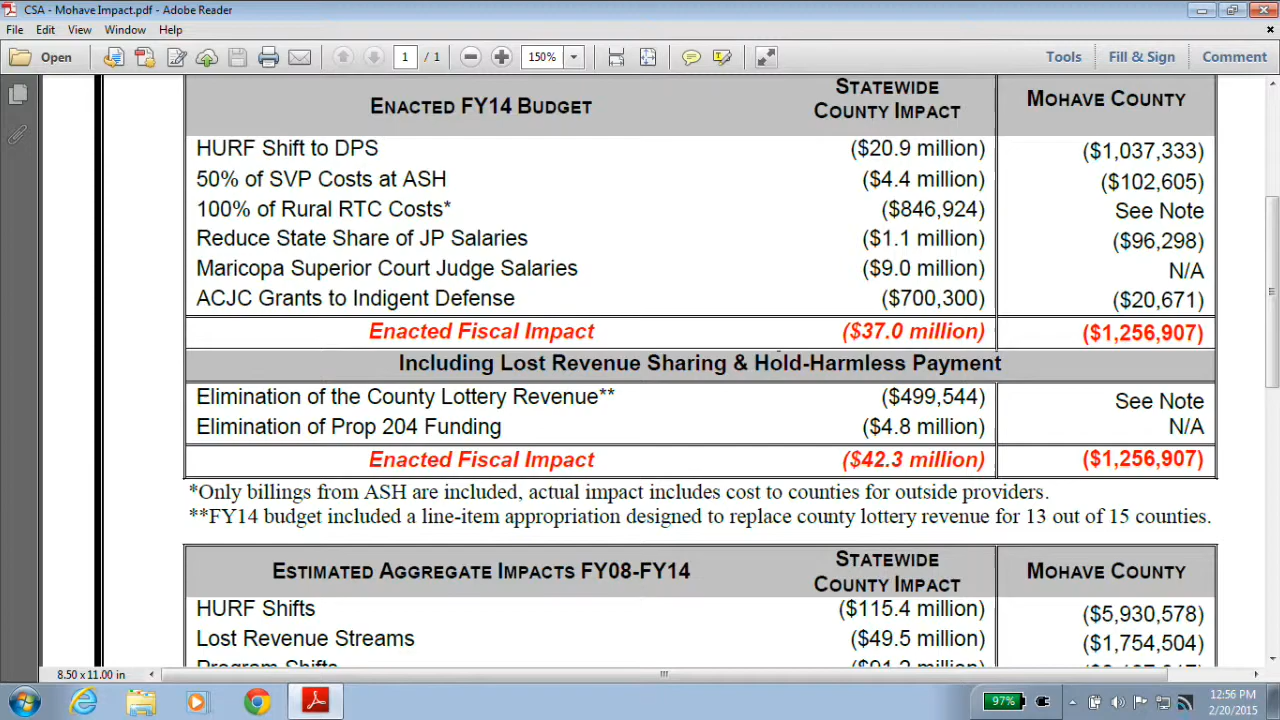 CSA - Mohave Impact.pdf - Adobe Reader
File Edit View Window Help
Open 1 / 1 150% Tools Fill & Sign Comment
ENACTED FY14 BUDGET STATEWIDE COUNTY IMPACT MOHAVE COUNTY
HURF Shift to DPS ($20.9 million) ($1,037,333)
50% of SVP Costs at ASH ($4.4 million) ($102,605)
100% of Rural RTC Costs* ($846,924) See Note
Reduce State Share of JP Salaries ($1.1 million) ($96,298)
Maricopa Superior Court Judge Salaries ($9.0 million) N/A
ACJC Grants to Indigent Defense ($700,300) ($20,671)
Enacted Fiscal Impact ($37.0 million) ($1,256,907)
Including Lost Revenue Sharing & Hold-Harmless Payment
Elimination of the County Lottery Revenue** ($499,544) See Note
Elimination of Prop 204 Funding ($4.8 million) N/A
Enacted Fiscal Impact ($42.3 million) ($1,256,907)
*Only billings from ASH are included, actual impact includes cost to counties for outside providers.
**FY14 budget included a line-item appropriation designed to replace county lottery revenue for 13 out of 15 counties.
ESTIMATED AGGREGATE IMPACTS FY08-FY14 STATEWIDE COUNTY IMPACT MOHAVE COUNTY
HURF Shifts ($115.4 million) ($5,930,578)
Lost Revenue Streams ($49.5 million) ($1,754,504)
Program Shifts
8.50 x 11.00 in
97% 12:56 PM
2/20/2015